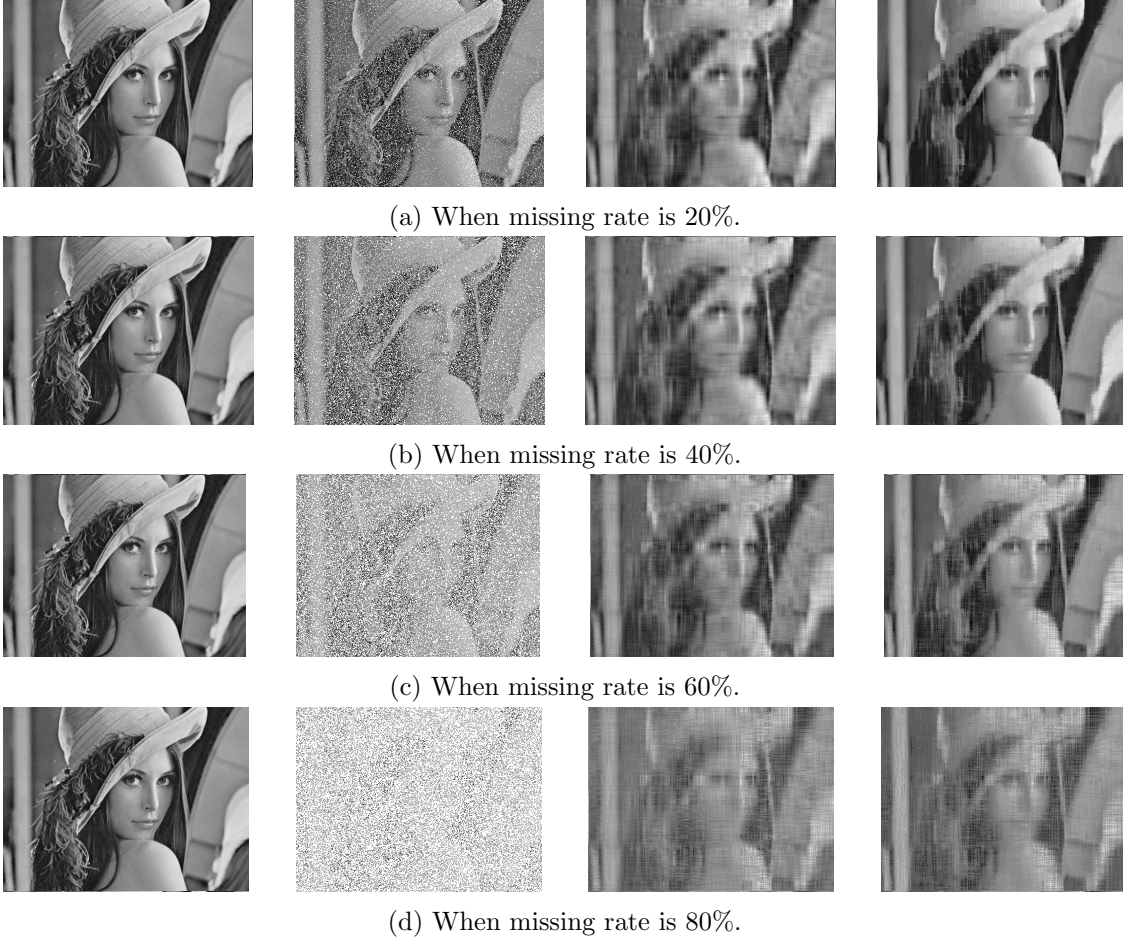 (a) When missing rate is 20%.
(b) When missing rate is 40%.
(c) When missing rate is 60%.
(d) When missing rate is 80%.